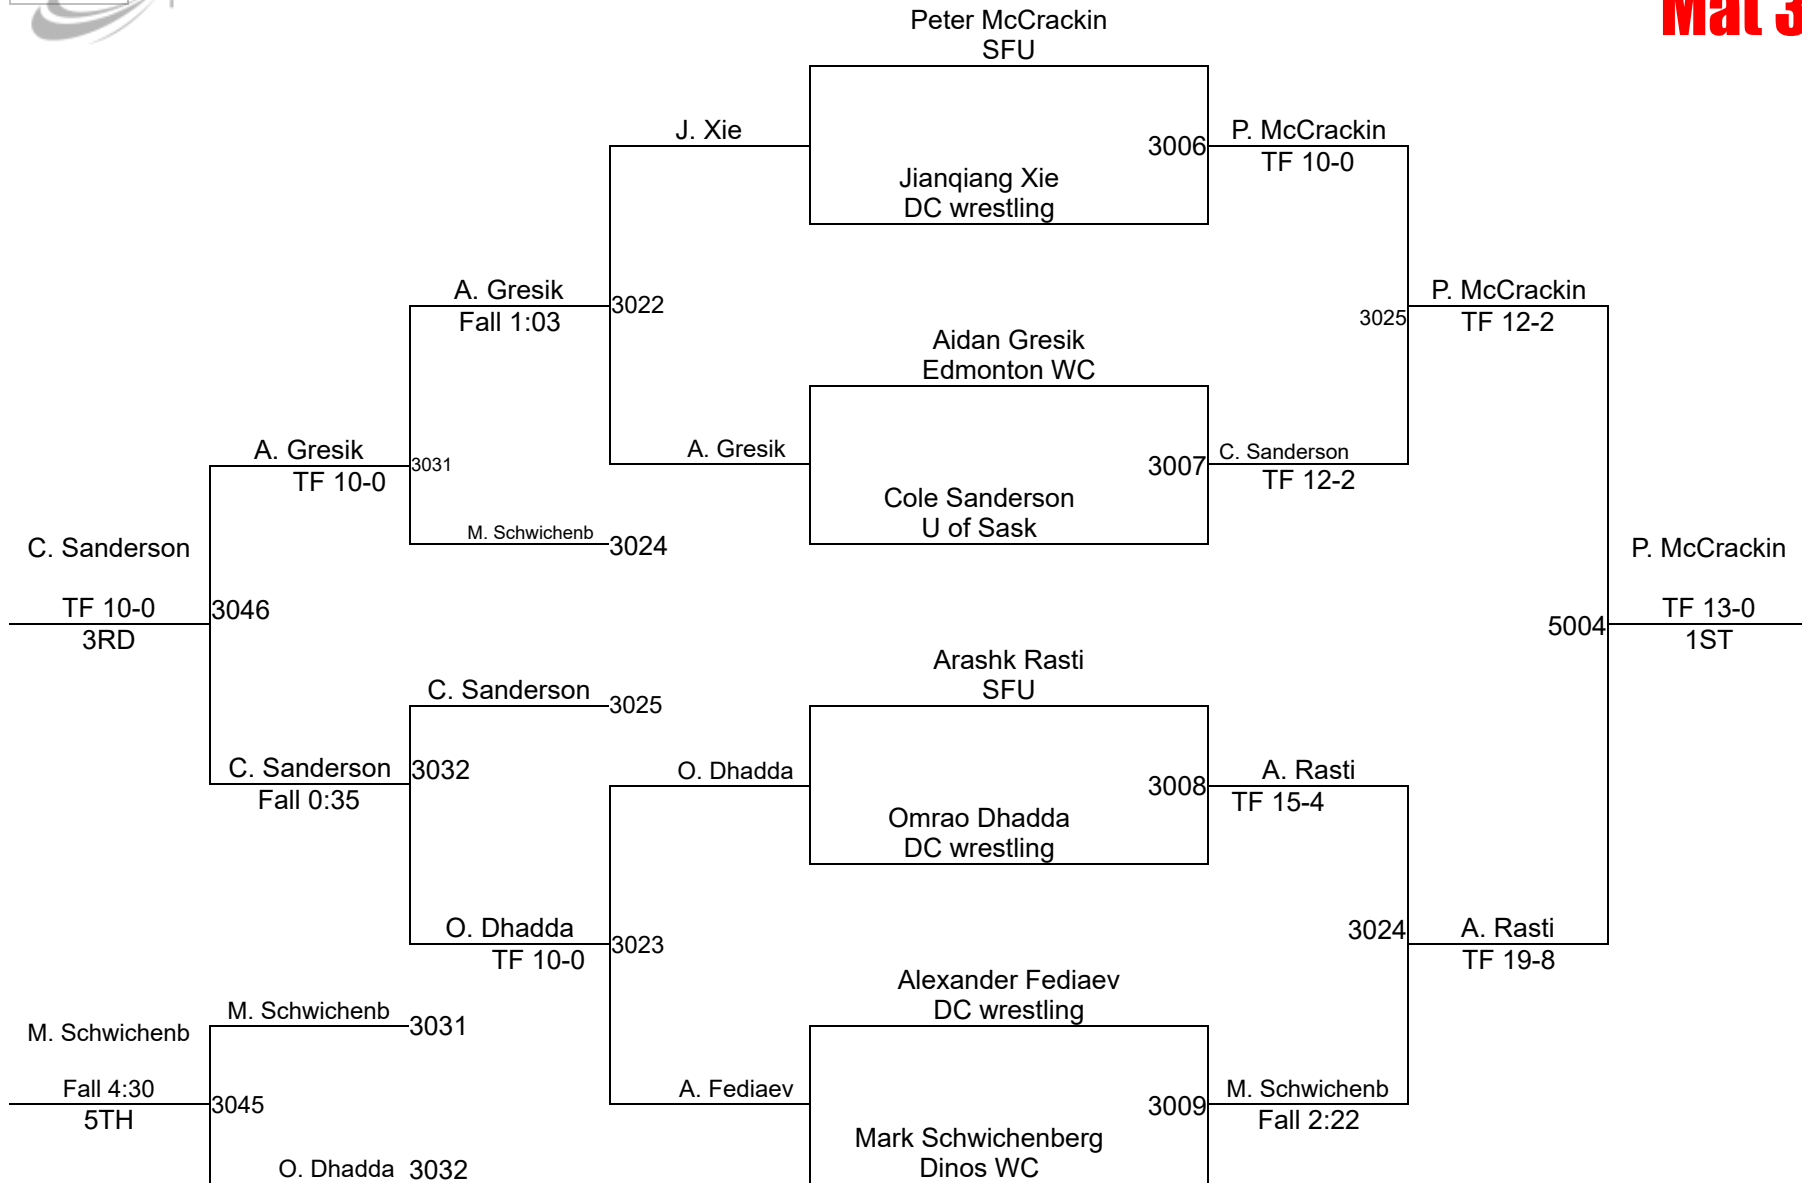 Mat 3
Peter McCrackin
SFU
J. Xie
3006
P. McCrackin
TF 10-0
Jianqiang Xie
DC wrestling
A. Gresik
Fall 1:03
3022
3025
P. McCrackin
TF 12-2
Aidan Gresik
Edmonton WC
A. Gresik
TF 10-0
3031
A. Gresik
3007
C. Sanderson
TF 12-2
Cole Sanderson
U of Sask
M. Schwichenb
3024
C. Sanderson
TF 10-0
3RD
3046
P. McCrackin
5004
TF 13-0
1ST
Arashk Rasti
SFU
C. Sanderson
3025
C. Sanderson
Fall 0:35
3032
O. Dhadda
3008
A. Rasti
TF 15-4
Omrao Dhadda
DC wrestling
O. Dhadda
TF 10-0
3023
3024
A. Rasti
TF 19-8
Alexander Fediaev
DC wrestling
M. Schwichenb
3031
M. Schwichenb
Fall 4:30
5TH
3045
A. Fediaev
3009
M. Schwichenb
Fall 2:22
Mark Schwichenberg
Dinos WC
O. Dhadda
3032